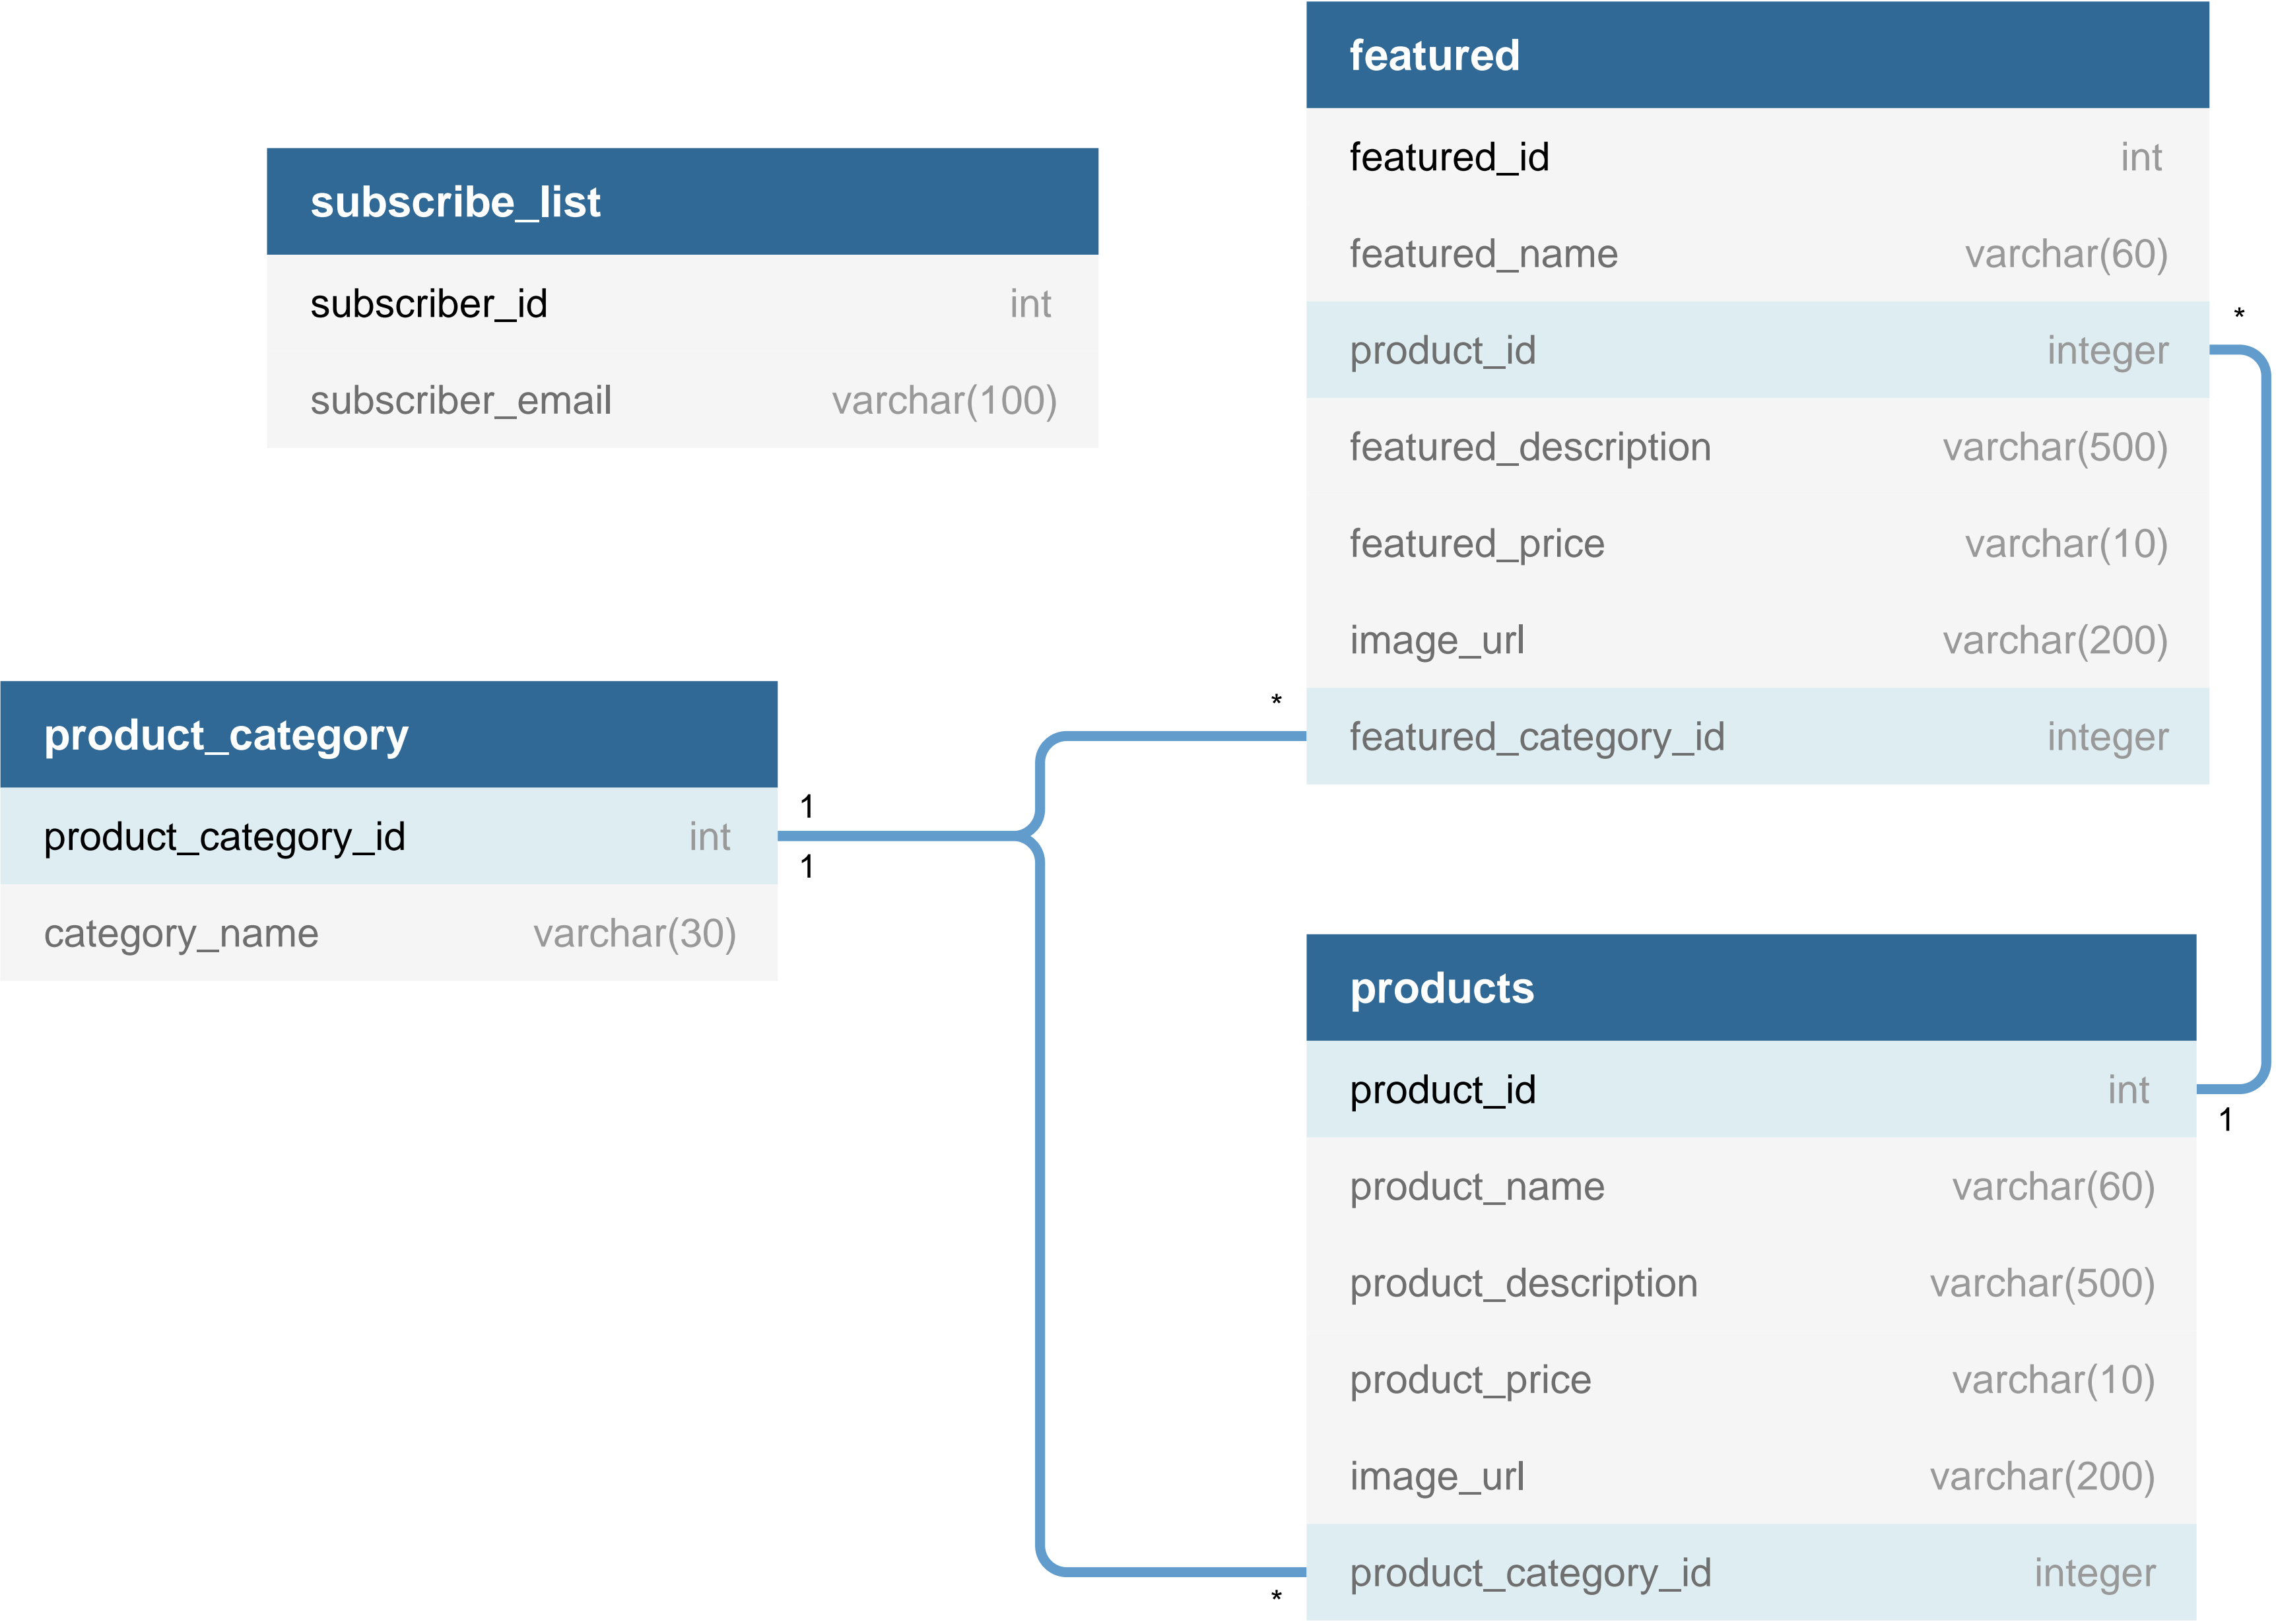 subscribe_list
subscriber_id int
subscriber_email varchar(100)
featured
featured_id int
featured_name varchar(60)
product_id integer
featured_description varchar(500)
featured_price varchar(10)
image_url varchar(200)
featured_category_id integer
*
*
product_category
product_category_id int
category_name varchar(30)
1
1
products
product_id int
product_name varchar(60)
product_description varchar(500)
product_price varchar(10)
image_url varchar(200)
product_category_id integer
1
*